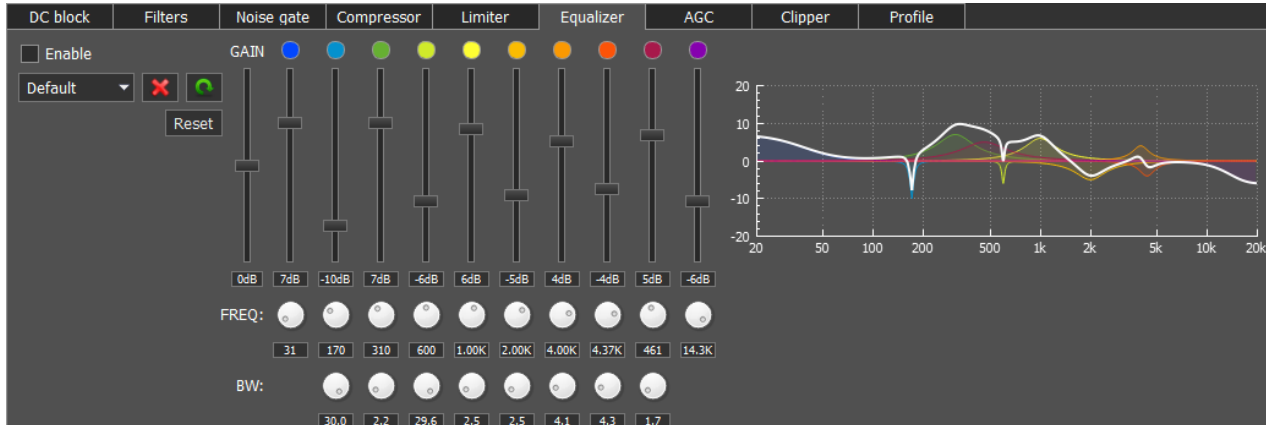 DC block Filters Noise gate Compressor Limiter Equalizer AGC Clipper Profile
Enable GAIN
Default
Reset
20
10
0
-10
-20
20 50 100 200 500 1k 2k 5k 10k 20k
0dB 7dB -10dB 7dB -6dB 6dB -5dB 4dB -4dB 5dB -6dB
FREQ:
31 170 310 600 1.00K 2.00K 4.00K 4.37K 461 14.3K
BW:
30.0 2.2 29.6 2.5 2.5 4.1 4.3 1.7